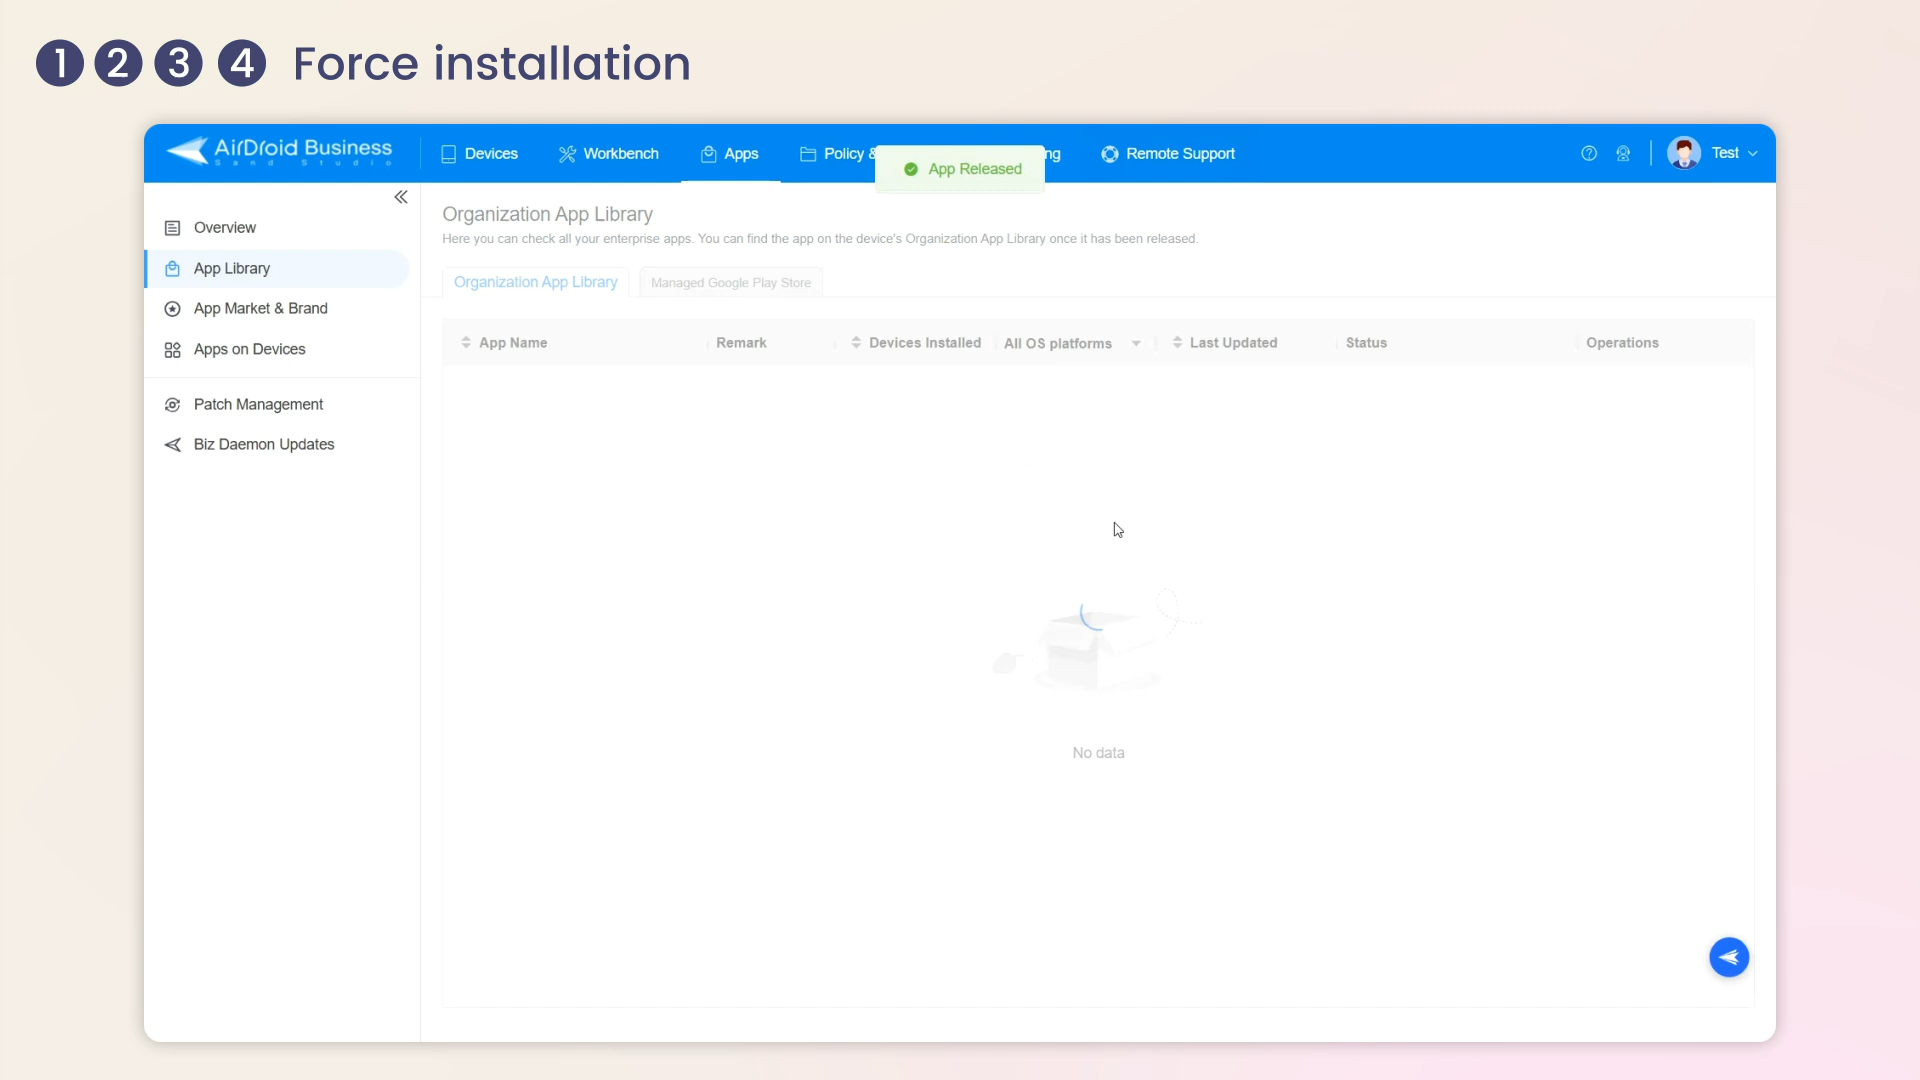 1 2 3 4 Force installation
AirDroid Business
Sand Studio
Devices
Workbench
Apps
Policy &
ng
Remote Support
Test
App Released
Overview
App Library
App Market & Brand
Apps on Devices
Patch Management
Biz Daemon Updates
Organization App Library
Here you can check all your enterprise apps. You can find the app on the device's Organization App Library once it has been released.
Organization App Library
Managed Google Play Store
App Name
Remark
Devices Installed
All OS platforms
Last Updated
Status
Operations
No data